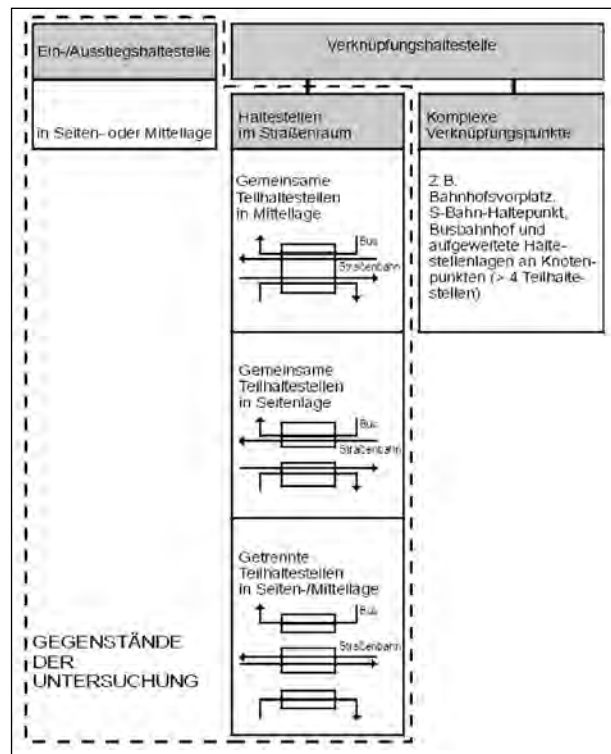 Ein-/Ausstiegshaltestelle
in Seiten- oder Mittellage
Verknüpfungshaltestelle
Haltestellen
im Straßenraum
Gemeinsame
Teilhaltestellen
in Mittellage
Bus
Straßenbahn
Gemeinsame
Teilhaltestellen
in Seitenlage
Bus
Straßenbahn
Getrennte
Teilhaltestellen
in Seiten-/Mittellage
Bus
Straßenbahn
Komplexe
Verknüpfungspunkte
z.B.
Bahnhofsvorplatz,
S-Bahn-Haltepunkt,
Busbahnhof und
aufgeweitete Halte-
stellenlagen an Knoten-
punkten (> 4 Teilhalte-
stellen)
GEGENSTÄNDE
DER
UNTERSUCHUNG